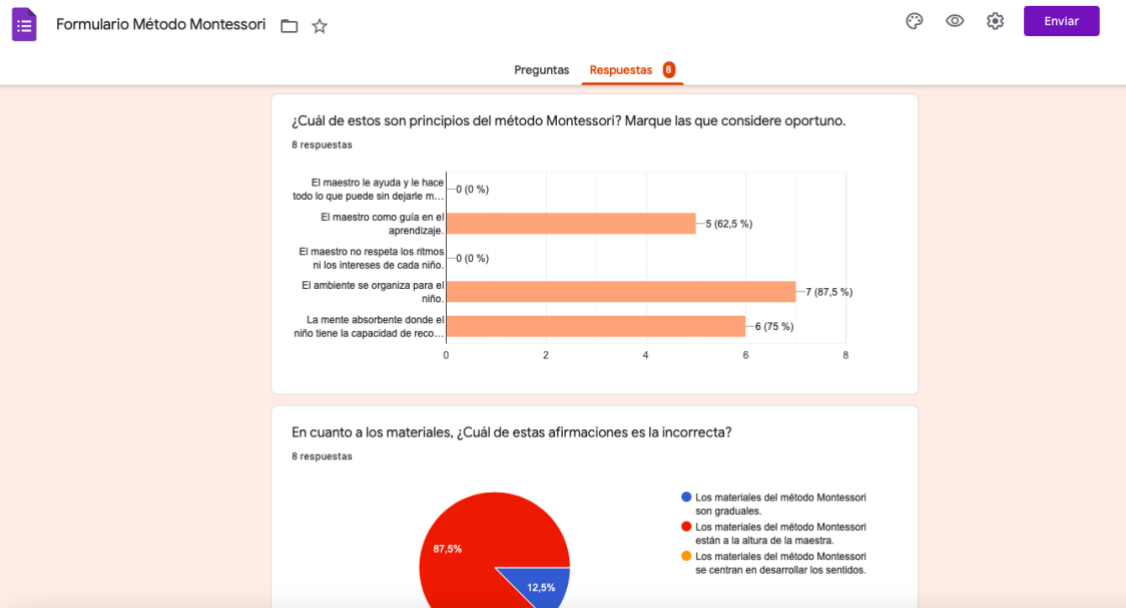 Formulario Método Montessori
Enviar
Preguntas Respuestas 8
¿Cuál de estos son principios del método Montessori? Marque las que considere oportuno.
8 respuestas
El maestro le ayuda y le hace
todo lo que puede sin dejarle m...
0 (0 %)
El maestro como guía en el
aprendizaje.
5 (62,5 %)
El maestro no respeta los ritmos
ni los intereses de cada niño.
0 (0 %)
El ambiente se organiza para el
niño.
7 (87,5 %)
La mente absorbente donde el
niño tiene la capacidad de reco...
6 (75 %)
0 2 4 6 8
En cuanto a los materiales, ¿Cuál de estas afirmaciones es la incorrecta?
8 respuestas
87,5%
12,5%
Los materiales del método Montessori
son graduales.
Los materiales del método Montessori
están a la altura de la maestra.
Los materiales del método Montessori
se centran en desarrollar los sentidos.